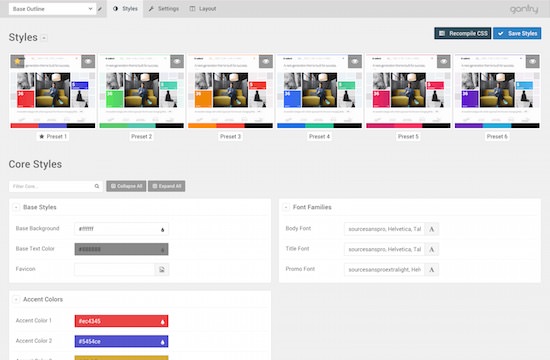 Base Outline
Styles
Settings
Layout
gantry
Styles
Recompile CSS
Save Styles
Preset 1
Preset 2
Preset 3
Preset 4
Preset 5
Preset 6
Core Styles
Filter Core...
Collapse All
Expand All
Base Styles
Base Background
#ffffff
Base Text Color
Favicon
Font Families
Body Font
sourcesanspro, Helvetica, Tal
Title Font
sourcesanspro, Helvetica, Tal
Promo Font
sourcesansproextralight, Helv
Accent Colors
Accent Color 1
#ec4345
Accent Color 2
#5454ce